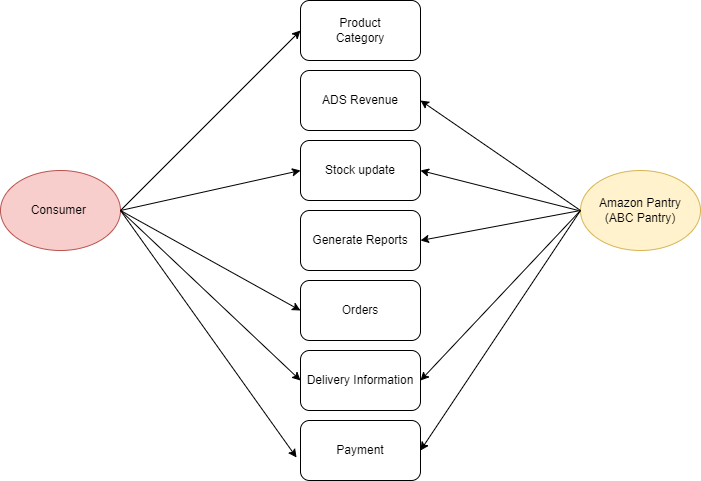 Product
Category
ADS Revenue
Stock update
Consumer
Amazon Pantry
(ABC Pantry)
Generate Reports
Orders
Delivery Information
Payment